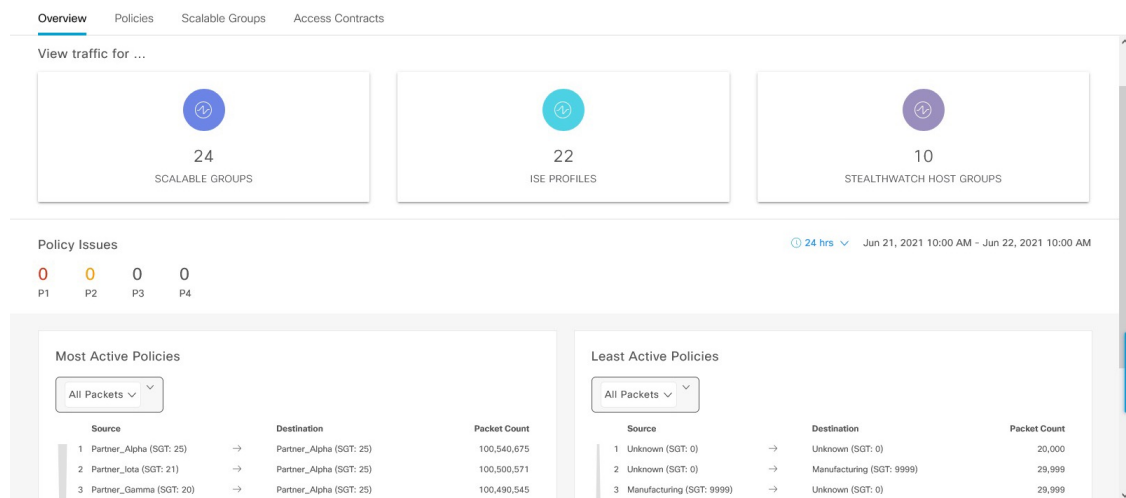 Overview Policies Scalable Groups Access Contracts
View traffic for ...
24
SCALABLE GROUPS
22
ISE PROFILES
10
STEALTHWATCH HOST GROUPS
Policy Issues
24 hrs Jun 21, 2021 10:00 AM - Jun 22, 2021 10:00 AM
0 0 0 0
P1 P2 P3 P4
Most Active Policies
All Packets
Source Destination Packet Count
1 Partner_Alpha (SGT: 25) → Partner_Alpha (SGT: 25) 100,540,675
2 Partner_Iota (SGT: 21) → Partner_Alpha (SGT: 25) 100,500,571
3 Partner_Gamma (SGT: 20) → Partner_Alpha (SGT: 25) 100,490,545
Least Active Policies
All Packets
Source Destination Packet Count
1 Unknown (SGT: 0) → Unknown (SGT: 0) 20,000
2 Unknown (SGT: 0) → Manufacturing (SGT: 9999) 29,999
3 Manufacturing (SGT: 9999) → Unknown (SGT: 0) 29,999